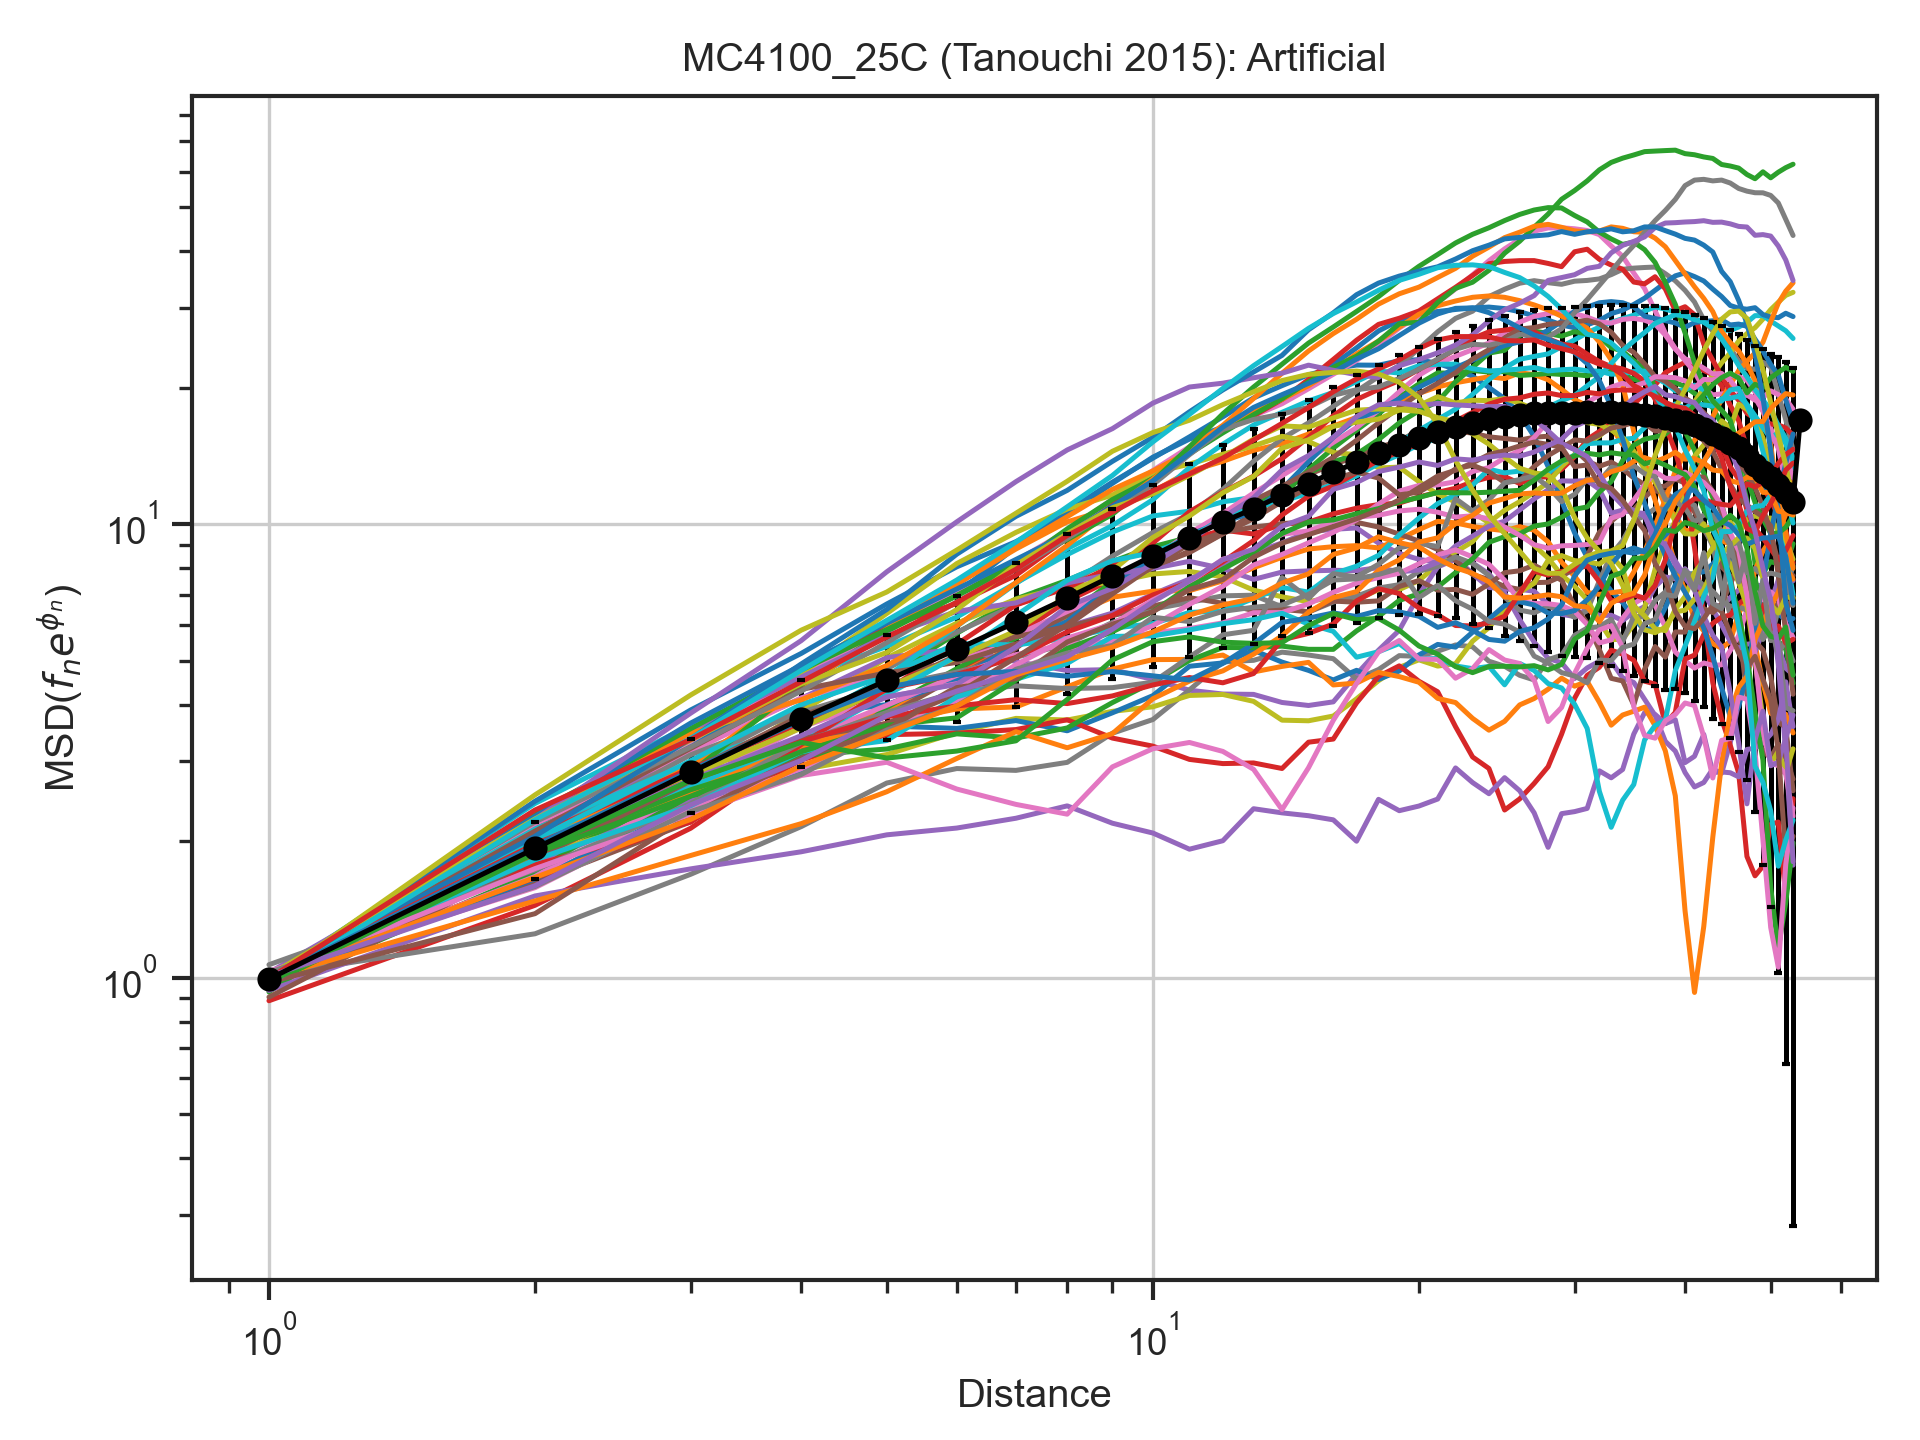 MC4100_25C (Tanouchi 2015): Artificial
MSD(fₙe^ϕₙ)
10¹
10⁰
10⁰ 10¹
Distance